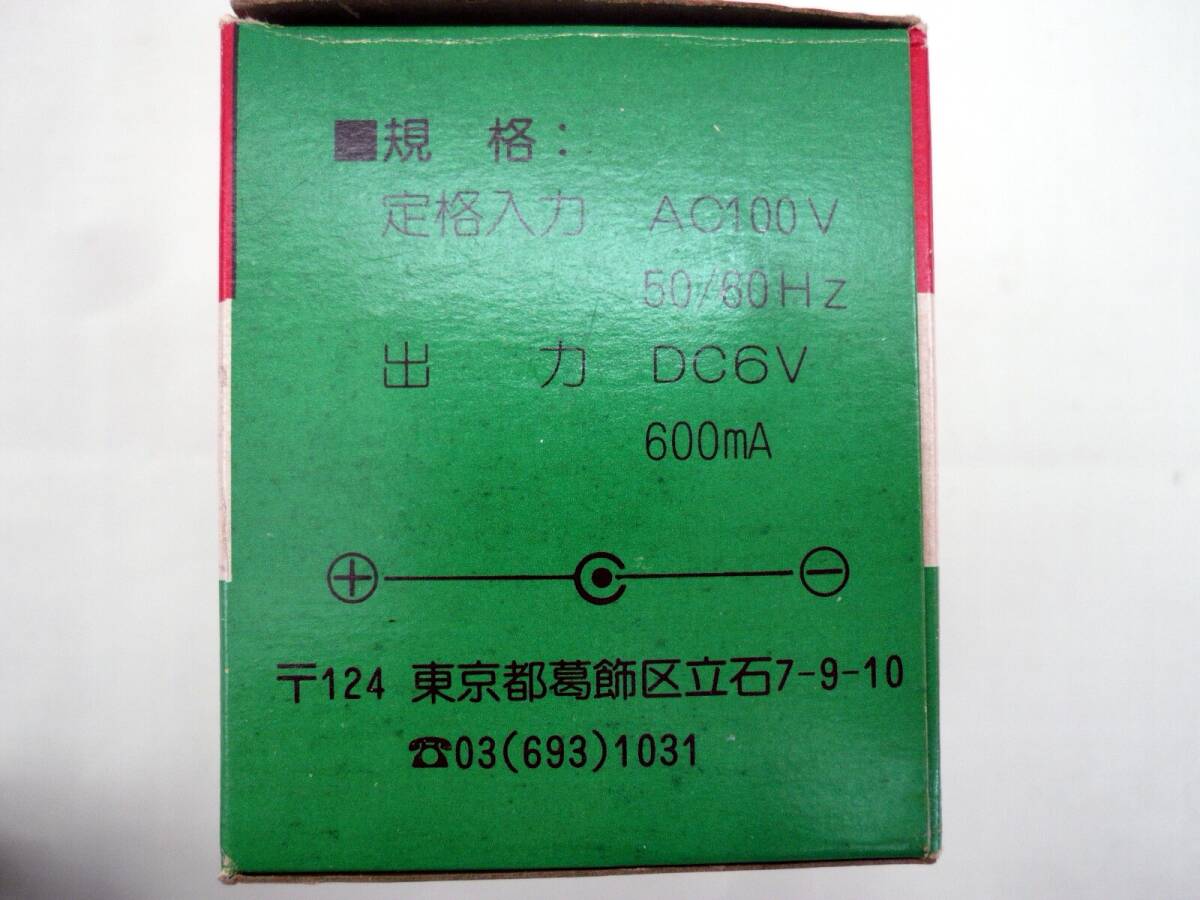 ■規 格：
定格入力 AC100V
50/60Hz
出 力 DC6V
600mA
⊕ ⊖
〒124 東京都葛飾区立石7-9-10
☎03(693)1031